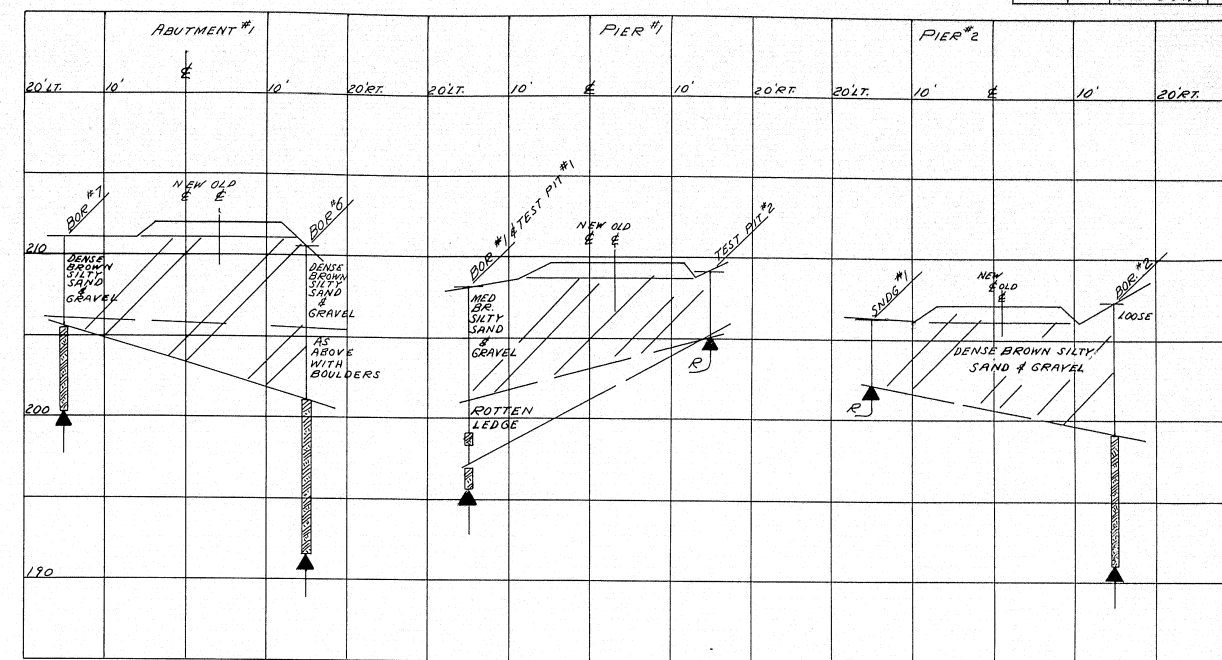 ABUTMENT #1
PIER #1
PIER #2
20'LT.
10'
℄
10'
20'RT.
20'LT.
10'
℄
10'
20'RT.
20'LT.
10'
℄
10'
20'RT.
BOR #7
NEW OLD
℄ ℄
BOR #6
210
DENSE
BROWN
SILTY
SAND
&
GRAVEL
DENSE
BROWN
SILTY
SAND
&
GRAVEL
AS
ABOVE
WITH
BOULDERS
200
190
BOR #1 & TEST PIT #1
NEW OLD
℄ ℄
TEST PIT #2
MED
BR.
SILTY
SAND
&
GRAVEL
R
ROTTEN
LEDGE
SNDG #1
NEW
℄ OLD
℄
BOR. #2
LOOSE
DENSE BROWN SILTY
SAND & GRAVEL
R